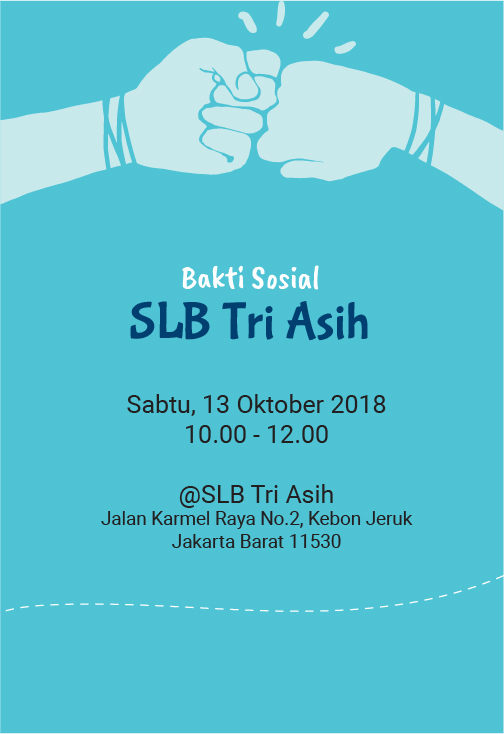 Bakti Sosial
SLB Tri Asih
Sabtu, 13 Oktober 2018
10.00 - 12.00
@SLB Tri Asih
Jalan Karmel Raya No.2, Kebon Jeruk
Jakarta Barat 11530